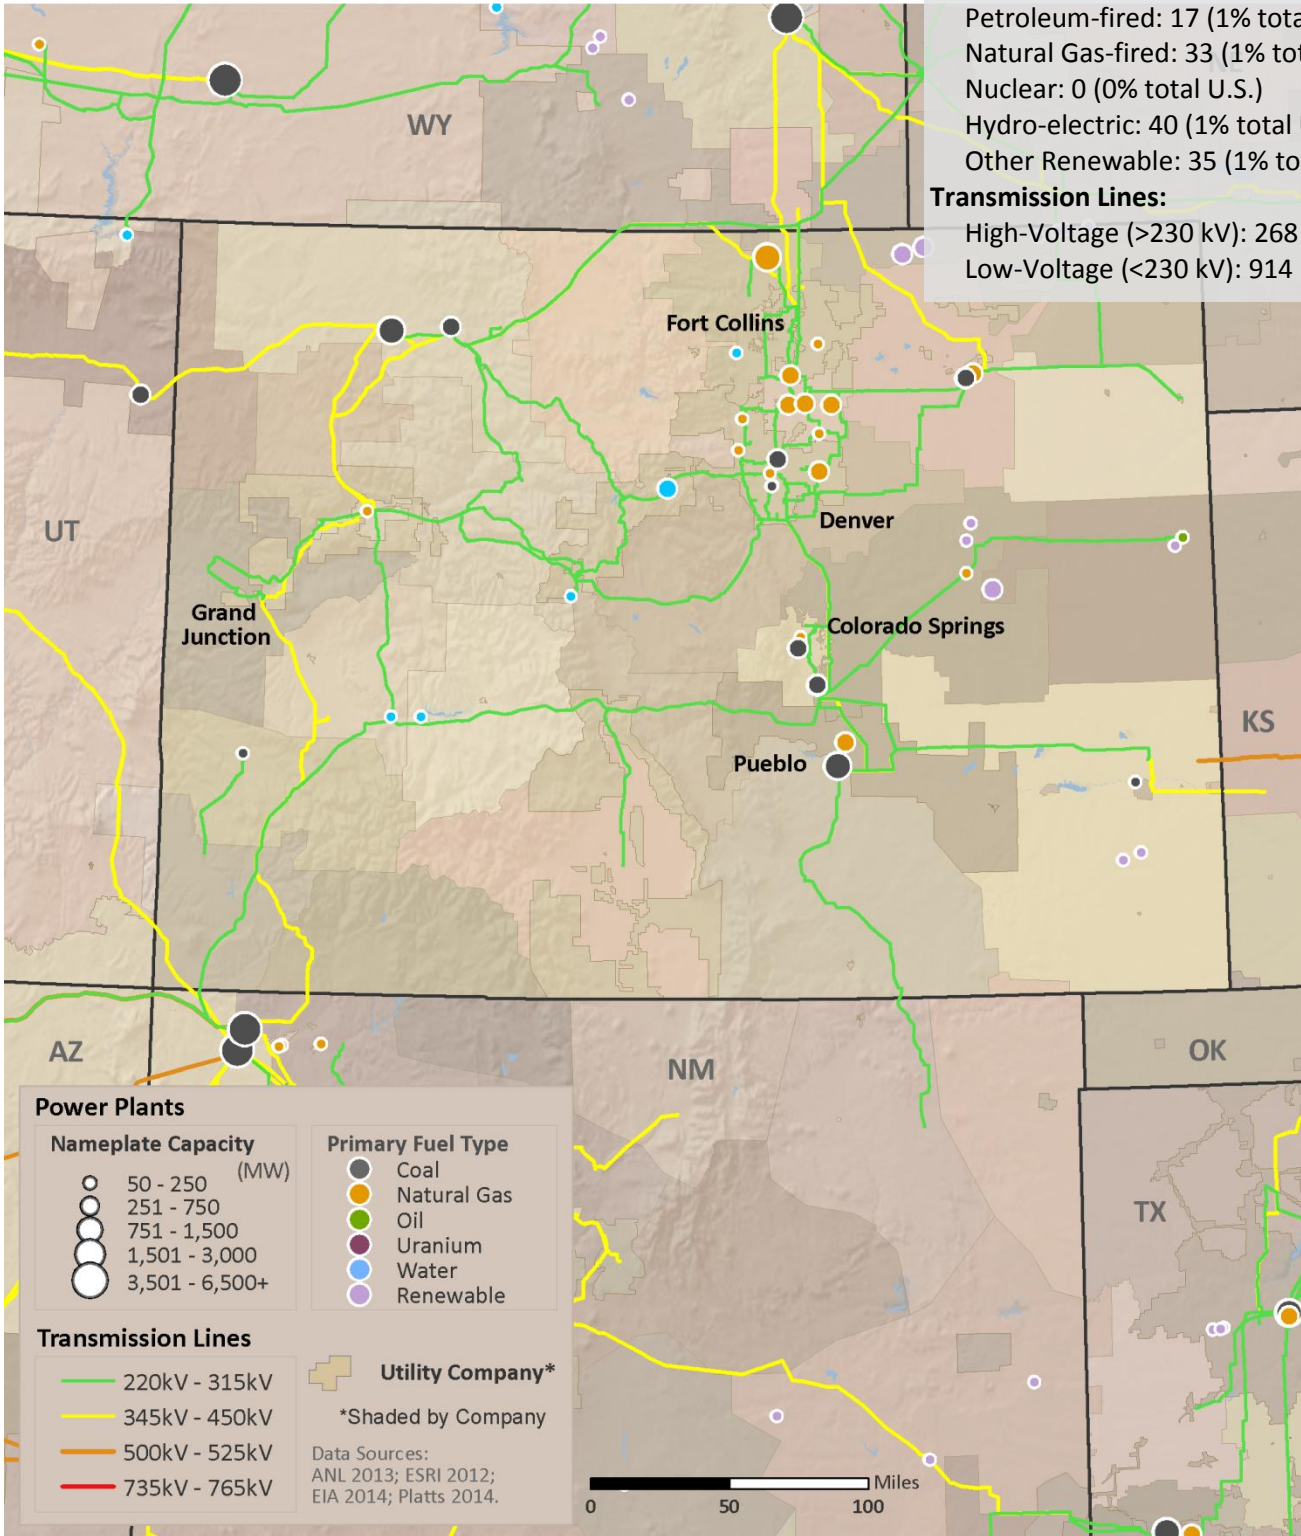 Petroleum-fired: 17 (1% tota
Natural Gas-fired: 33 (1% tot
Nuclear: 0 (0% total U.S.)
Hydro-electric: 40 (1% total
Other Renewable: 35 (1% to
Transmission Lines:
High-Voltage (>230 kV): 268
Low-Voltage (<230 kV): 914
WY
Fort Collins
UT
Denver
Grand
Junction
Colorado Springs
KS
Pueblo
AZ
NM
OK
TX
Power Plants
Nameplate Capacity
(MW)
50 - 250
251 - 750
751 - 1,500
1,501 - 3,000
3,501 - 6,500+
Primary Fuel Type
Coal
Natural Gas
Oil
Uranium
Water
Renewable
Transmission Lines
220kV - 315kV
345kV - 450kV
500kV - 525kV
735kV - 765kV
Utility Company*
*Shaded by Company
Data Sources:
ANL 2013; ESRI 2012;
EIA 2014; Platts 2014.
Miles
0 50 100